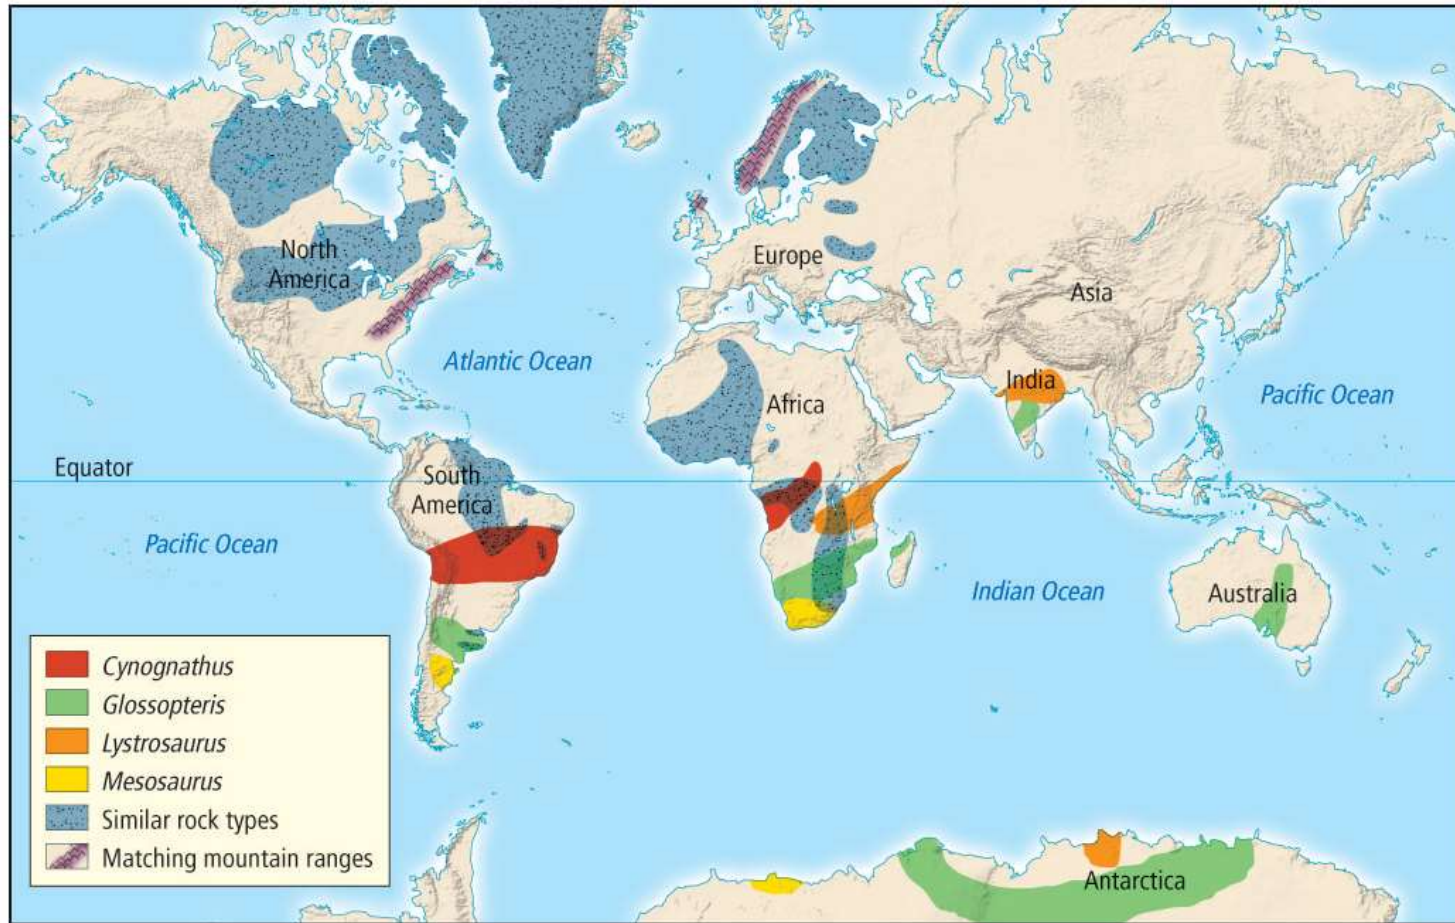 North
America
Europe
Asia
Atlantic Ocean
India
Africa
Pacific Ocean
Equator
South
America
Pacific Ocean
Indian Ocean
Australia
Cynognathus
Glossopteris
Lystrosaurus
Mesosaurus
Similar rock types
Matching mountain ranges
Antarctica